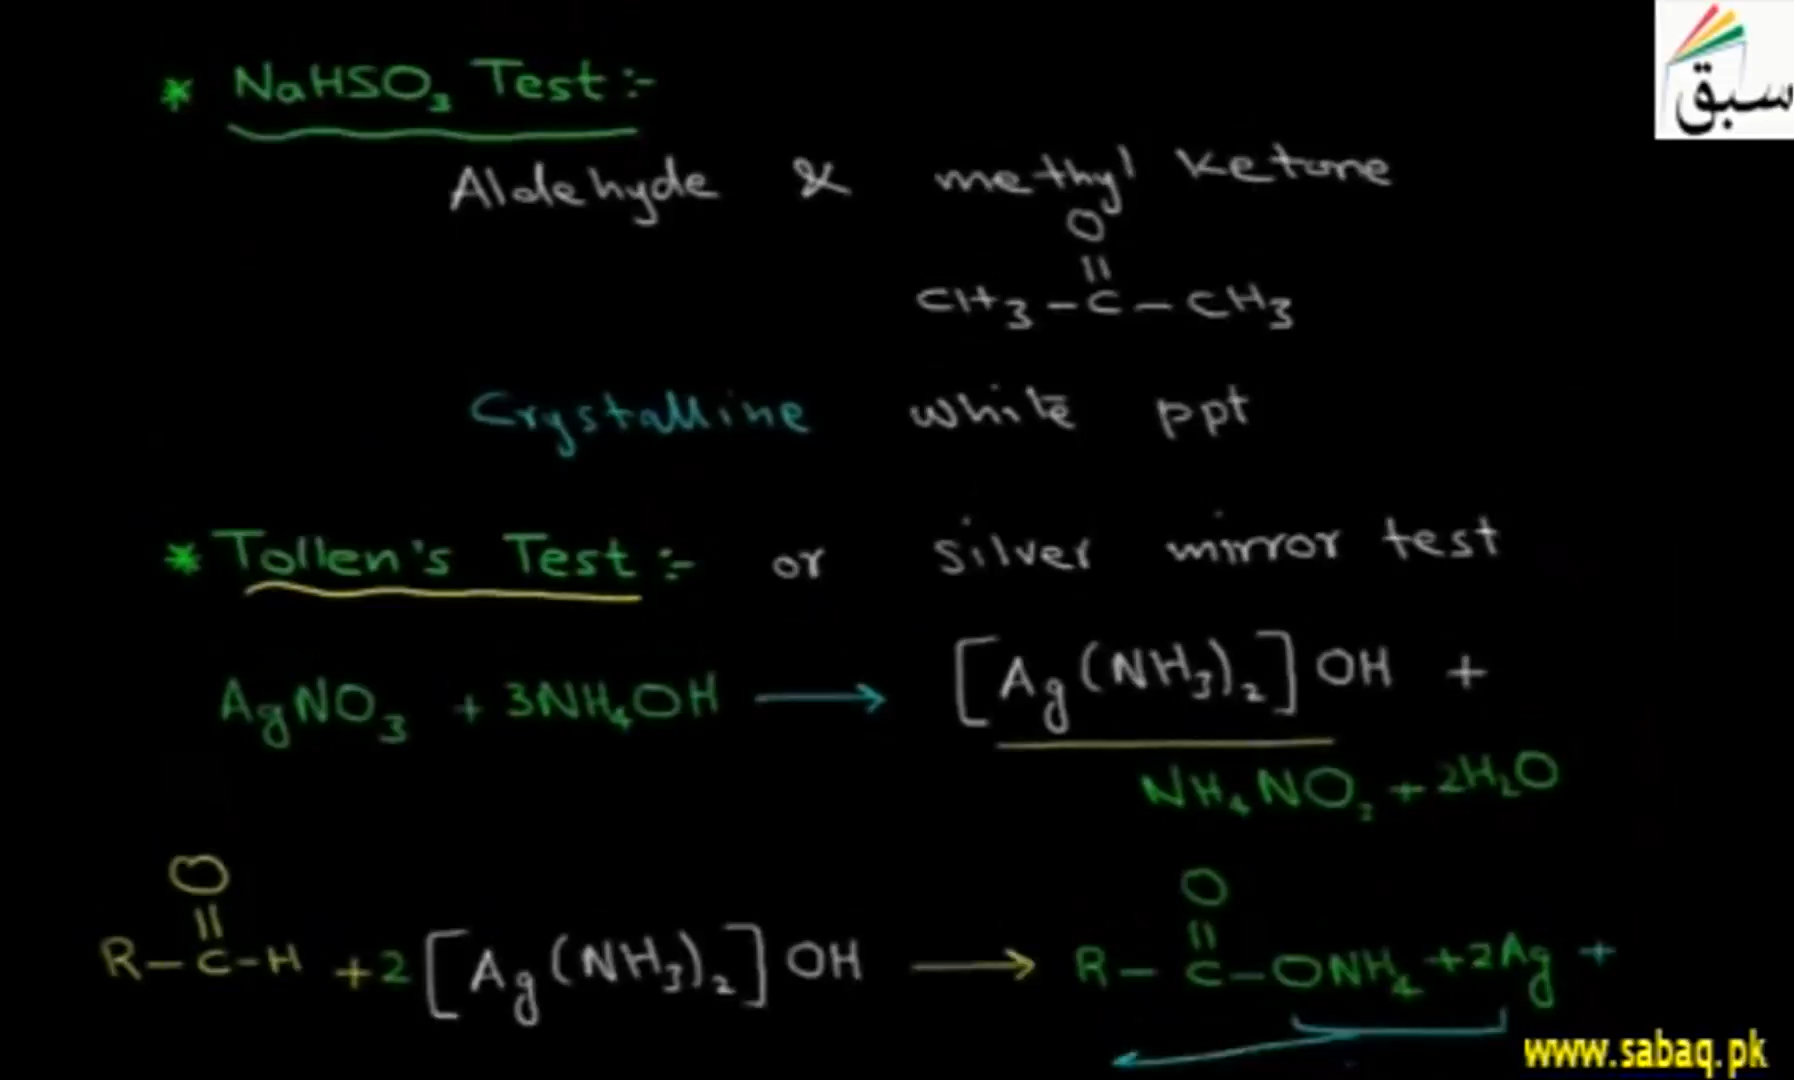 سبق
* NaHSO₃ Test :-
Aldehyde & methyl ketone
O
||
CH₃ – C – CH₃
Crystalline white ppt
* Tollen's Test :- or silver mirror test
AgNO₃ + 3NH₄OH ⟶ [Ag(NH₃)₂]OH +
NH₄NO₂ + 2H₂O
O O
|| ||
R – C – H + 2[Ag(NH₃)₂]OH ⟶ R – C – ONH₄ + 2Ag +
www.sabaq.pk